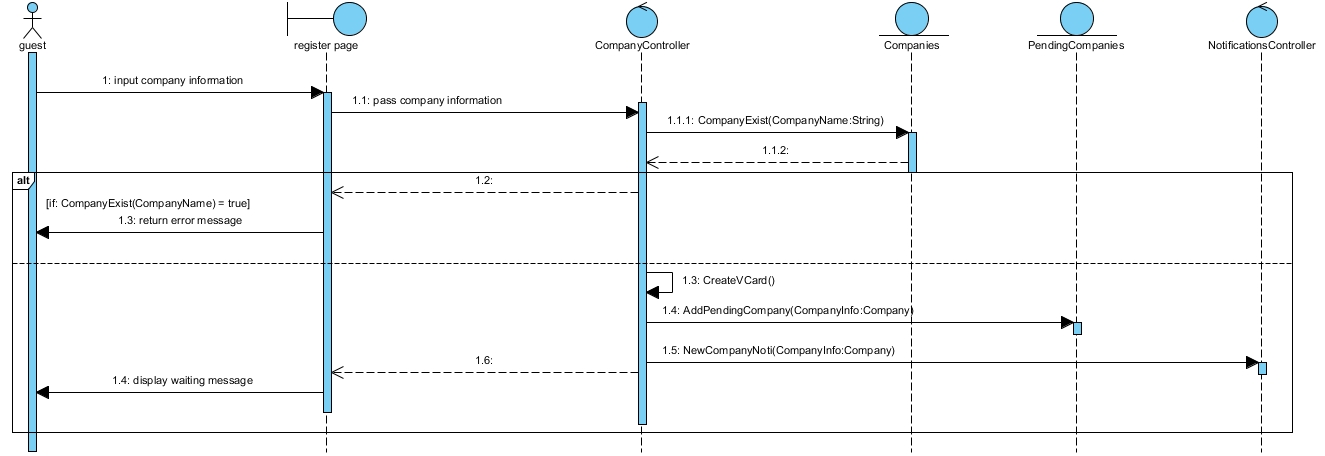 guest
register page
CompanyController
Companies
PendingCompanies
NotificationsController
1: input company information
1.1: pass company information
1.1.1: CompanyExist(CompanyName:String)
1.1.2:
alt
1.2:
[if: CompanyExist(CompanyName) = true]
1.3: return error message
1.3: CreateVCard()
1.4: AddPendingCompany(CompanyInfo:Company)
1.5: NewCompanyNoti(CompanyInfo:Company)
1.6:
1.4: display waiting message